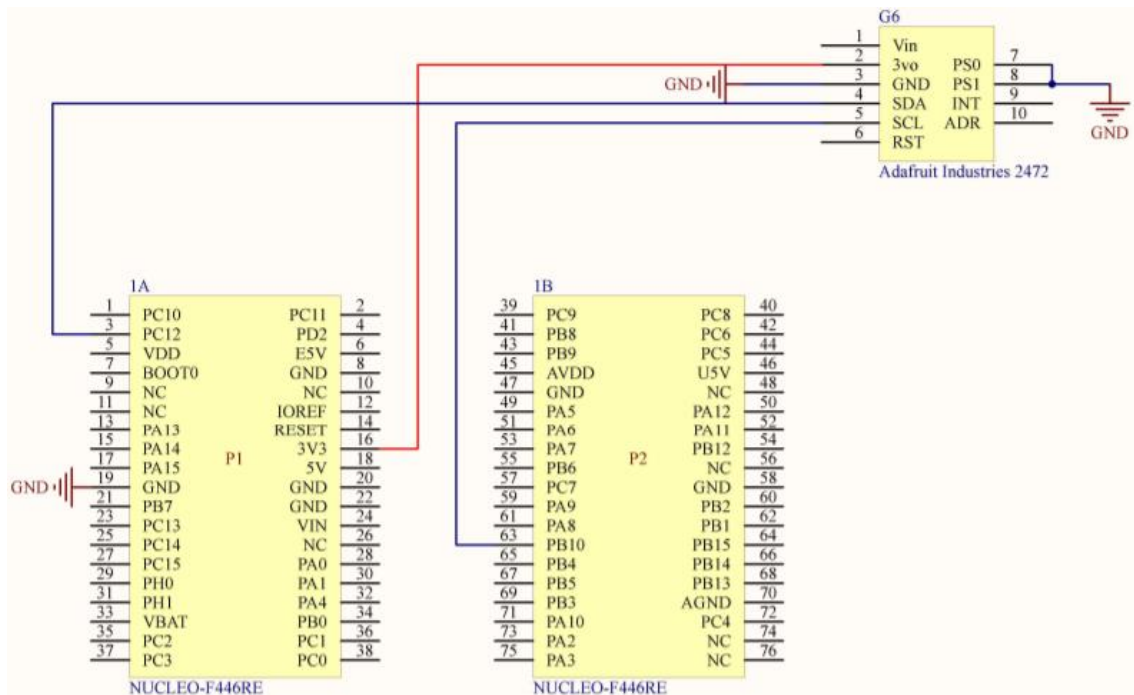 G6
1 Vin
2 3vo PS0 7
3 GND PS1 8
4 SDA INT 9
5 SCL ADR 10
6 RST
GND
GND
Adafruit Industries 2472
1A
1 PC10 PC11 2
3 PC12 PD2 4
5 VDD E5V 6
7 BOOT0 GND 8
9 NC NC 10
11 NC IOREF 12
13 PA13 RESET 14
15 PA14 3V3 16
17 PA15 5V 18
19 GND GND 20
21 PB7 GND 22
23 PC13 VIN 24
25 PC14 NC 26
27 PC15 PA0 28
29 PH0 PA1 30
31 PH1 PA4 32
33 VBAT PB0 34
35 PC2 PC1 36
37 PC3 PC0 38
P1
GND
NUCLEO-F446RE
1B
39 PC9 PC8 40
41 PB8 PC6 42
43 PB9 PC5 44
45 AVDD U5V 46
47 GND NC 48
49 PA5 PA12 50
51 PA6 PA11 52
53 PA7 PB12 54
55 PB6 NC 56
57 PC7 GND 58
59 PA9 PB2 60
61 PA8 PB1 62
63 PB10 PB15 64
65 PB4 PB14 66
67 PB5 PB13 68
69 PB3 AGND 70
71 PA10 PC4 72
73 PA2 NC 74
75 PA3 NC 76
P2
NUCLEO-F446RE